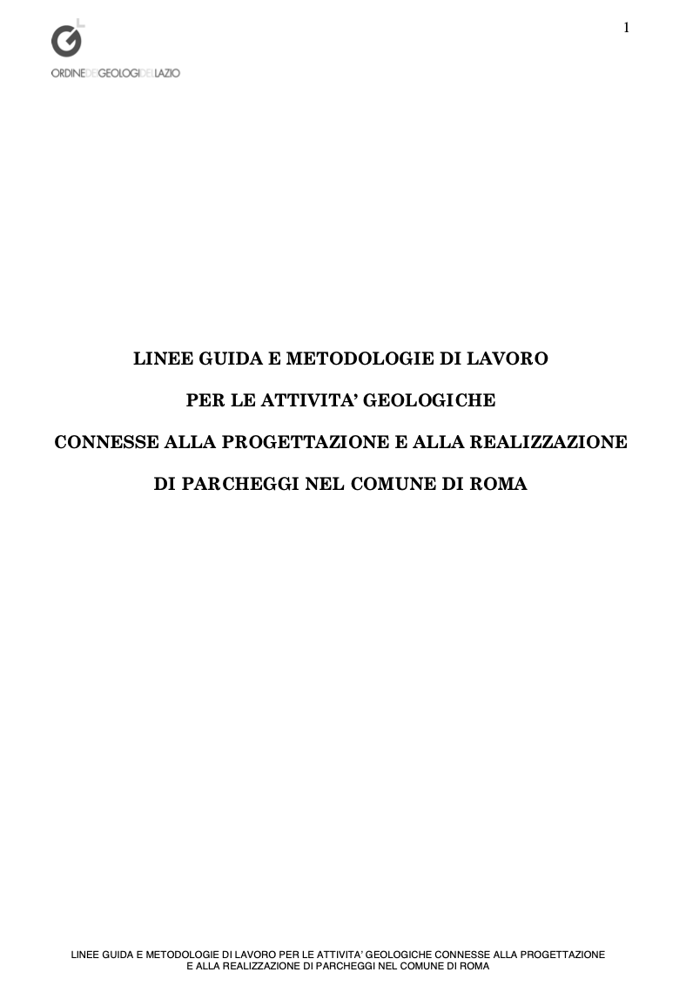 1
ORDINEDEIGEOLOGIDELLAZIO
LINEE GUIDA E METODOLOGIE DI LAVORO
PER LE ATTIVITA’ GEOLOGICHE
CONNESSE ALLA PROGETTAZIONE E ALLA REALIZZAZIONE
DI PARCHEGGI NEL COMUNE DI ROMA
LINEE GUIDA E METODOLOGIE DI LAVORO PER LE ATTIVITA’ GEOLOGICHE CONNESSE ALLA PROGETTAZIONE
E ALLA REALIZZAZIONE DI PARCHEGGI NEL COMUNE DI ROMA